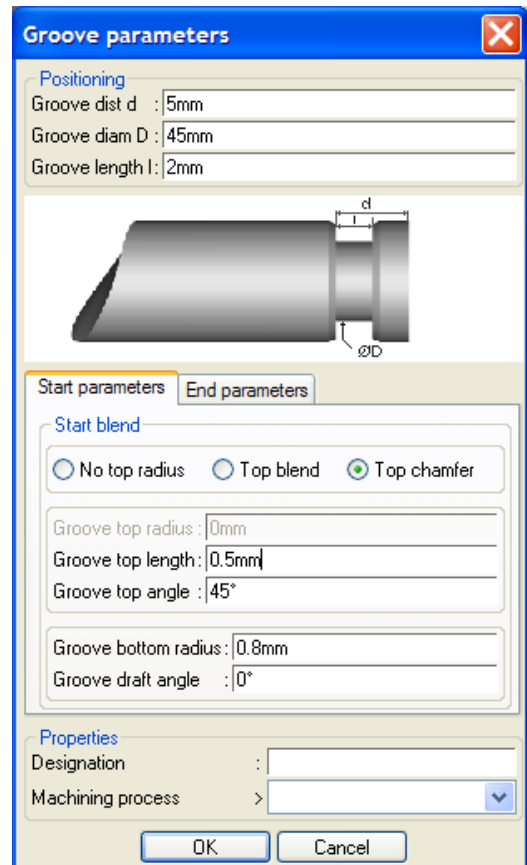 Groove parameters
Positioning
Groove dist d : 5mm
Groove diam D : 45mm
Groove length l : 2mm
d
l
ØD
Start parameters End parameters
Start blend
No top radius Top blend Top chamfer
Groove top radius : 0mm
Groove top length : 0.5mm
Groove top angle : 45°
Groove bottom radius : 0.8mm
Groove draft angle : 0°
Properties
Designation :
Machining process >
OK Cancel